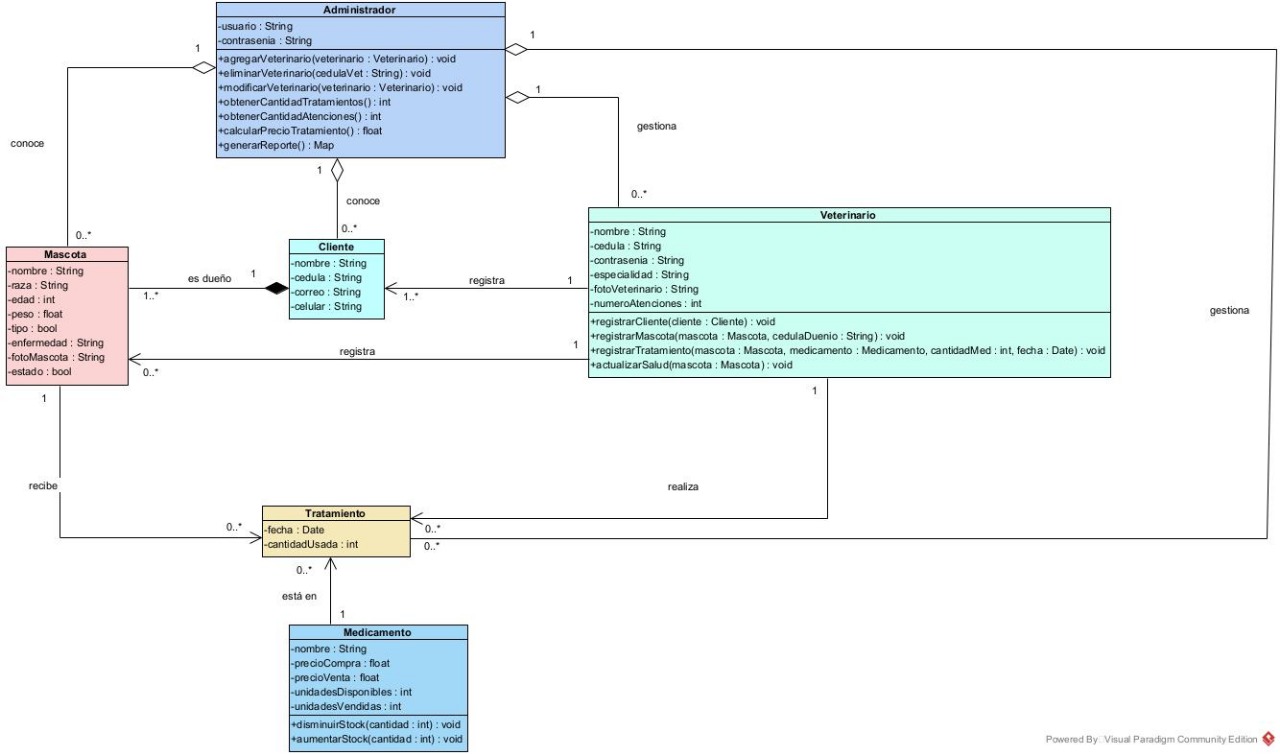 Administrador
-usuario : String
-contrasenia : String
+agregarVeterinario(veterinario : Veterinario) : void
+eliminarVeterinario(cedulaVet : String) : void
+modificarVeterinario(veterinario : Veterinario) : void
+obtenerCantidadTratamientos() : int
+obtenerCantidadAtenciones() : int
+calcularPrecioTratamiento() : float
+generarReporte() : Map
1
1
1
1
conoce
gestiona
conoce
0..*
0..*
0..*
Mascota
-nombre : String
-raza : String
-edad : int
-peso : float
-tipo : bool
-enfermedad : String
-fotoMascota : String
-estado : bool
es dueño
1
1..*
Cliente
-nombre : String
-cedula : String
-correo : String
-celular : String
registra
1
1..*
registra
1
0..*
Veterinario
-nombre : String
-cedula : String
-contrasenia : String
-especialidad : String
-fotoVeterinario : String
-numeroAtenciones : int
+registrarCliente(cliente : Cliente) : void
+registrarMascota(mascota : Mascota, cedulaDuenio : String) : void
+registrarTratamiento(mascota : Mascota, medicamento : Medicamento, cantidadMed : int, fecha : Date) : void
+actualizarSalud(mascota : Mascota) : void
gestiona
1
1
recibe
realiza
0..*
0..*
0..*
Tratamiento
-fecha : Date
-cantidadUsada : int
0..*
está en
1
Medicamento
-nombre : String
-precioCompra : float
-precioVenta : float
-unidadesDisponibles : int
-unidadesVendidas : int
+disminuirStock(cantidad : int) : void
+aumentarStock(cantidad : int) : void
Powered By Visual Paradigm Community Edition